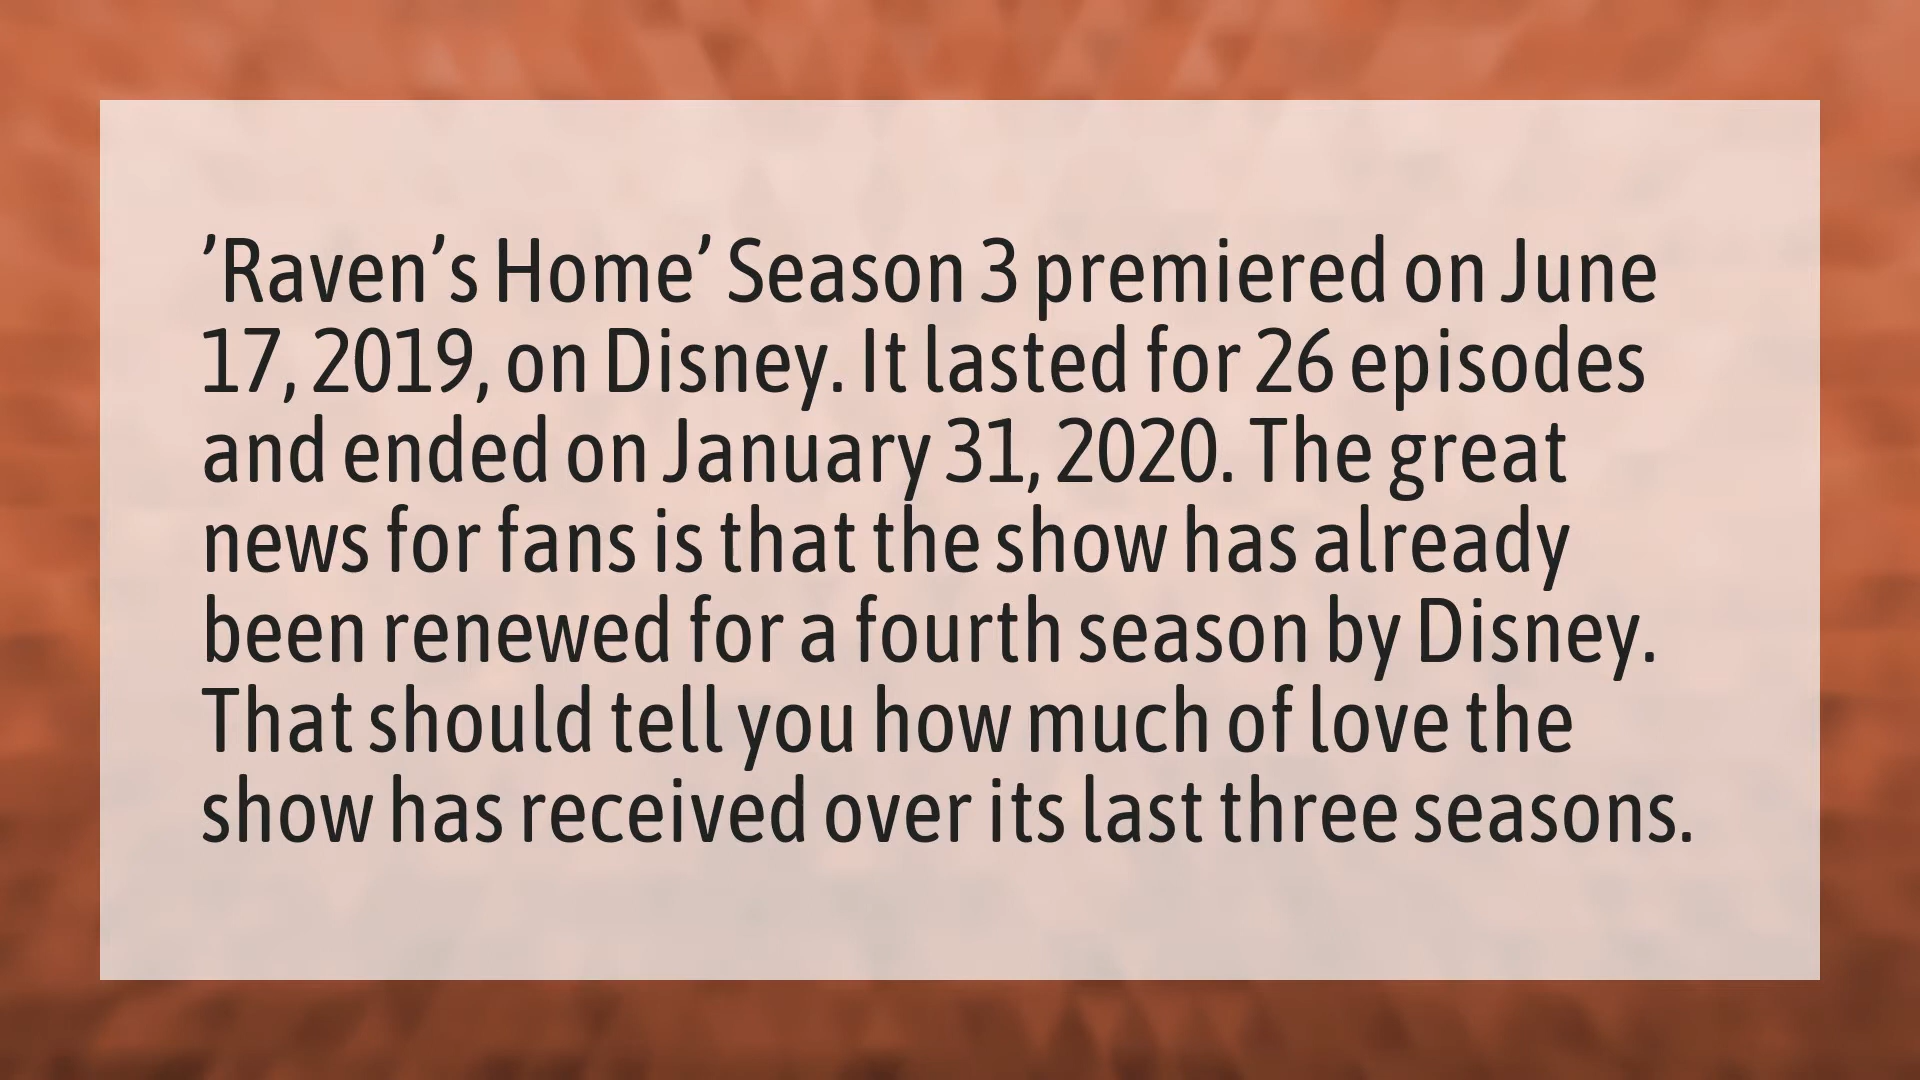 ’Raven’s Home’ Season 3 premiered on June
17, 2019, on Disney. It lasted for 26 episodes
and ended on January 31, 2020. The great
news for fans is that the show has already
been renewed for a fourth season by Disney.
That should tell you how much of love the
show has received over its last three seasons.